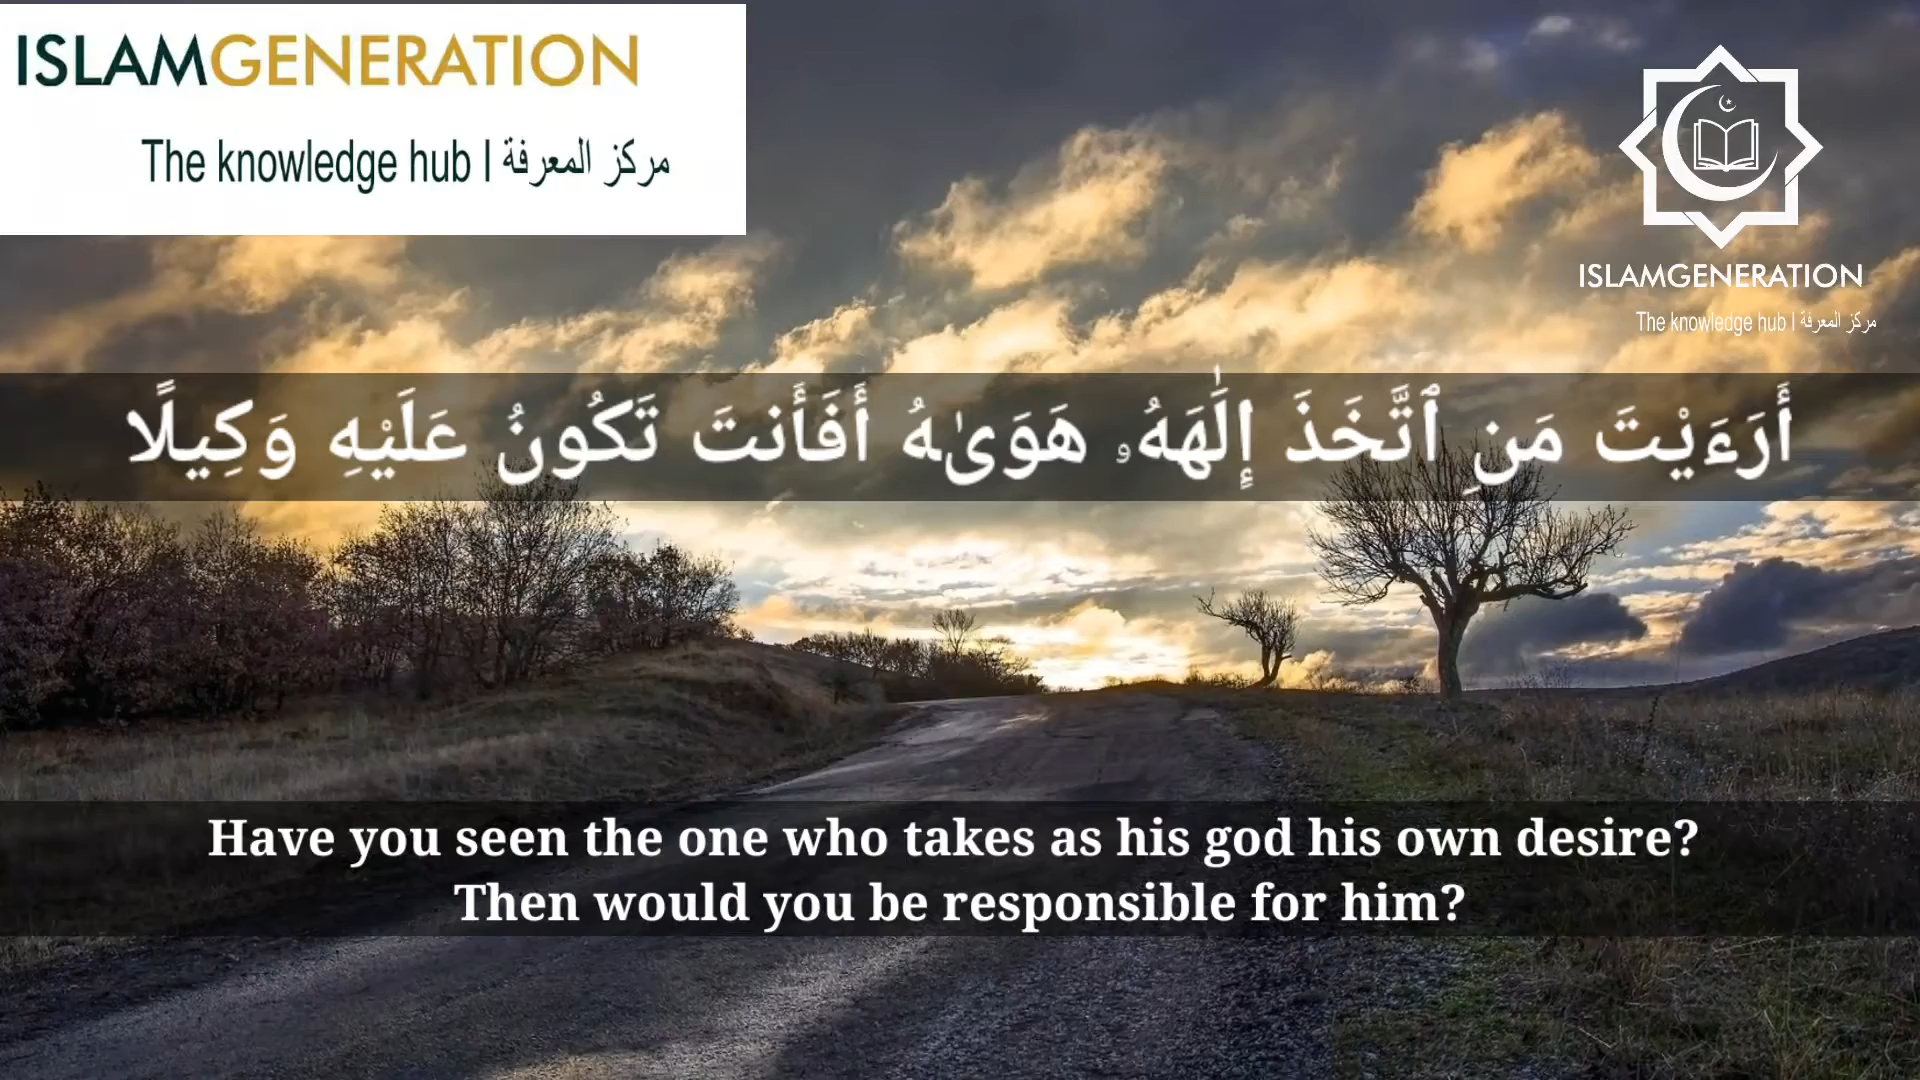 ISLAMGENERATION
The knowledge hub | مركز المعرفة
ISLAMGENERATION
The knowledge hub | مركز المعرفة
أَرَءَيْتَ مَنِ ٱتَّخَذَ إِلَٰهَهُۥ هَوَىٰهُ أَفَأَنتَ تَكُونُ عَلَيْهِ وَكِيلًا
Have you seen the one who takes as his god his own desire?
Then would you be responsible for him?